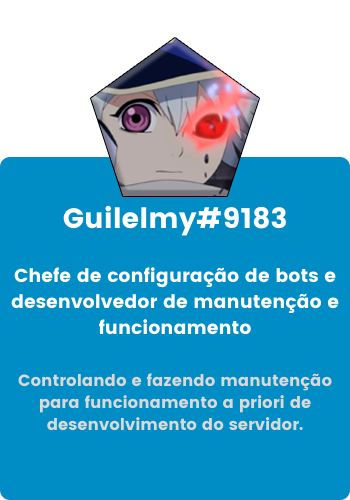 Guilelmy#9183
Chefe de configuração de bots e
desenvolvedor de manutenção e
funcionamento
Controlando e fazendo manutenção
para funcionamento a priori de
desenvolvimento do servidor.